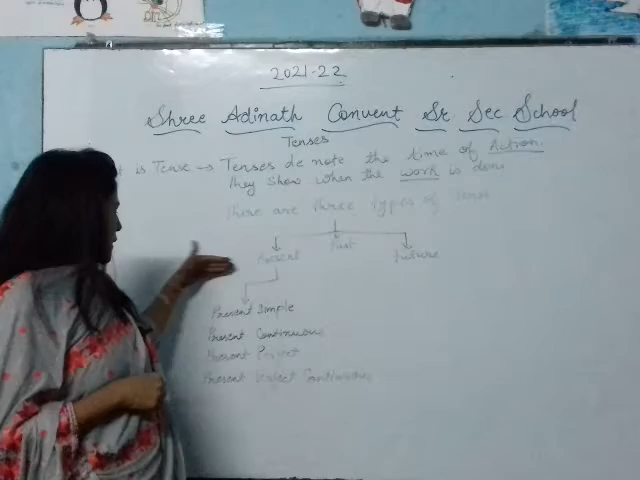 2021-22
Shree Adinath Convent Sr Sec School
Tenses
is Tense → Tenses de note the time of Action.
They show when the work is done
There are three types of tense
Present Past Future
Present Simple
Present Continuous
Present Perfect
Present Perfect Continuous